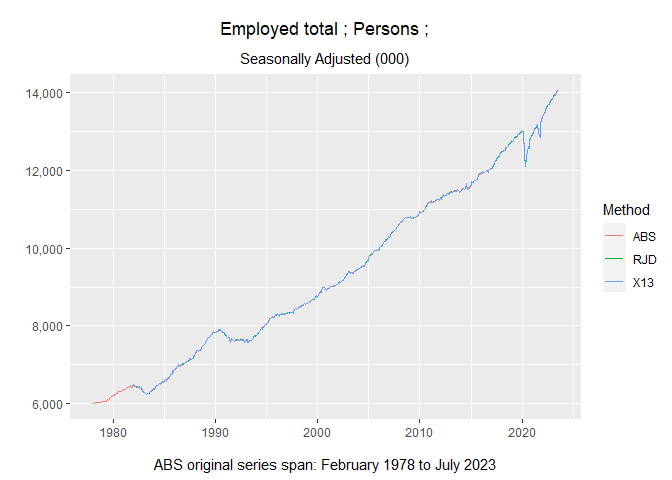 Employed total ; Persons ;
Seasonally Adjusted (000)
14,000
12,000
10,000
8,000
6,000
1980 1990 2000 2010 2020
Method
ABS
RJD
X13
ABS original series span: February 1978 to July 2023